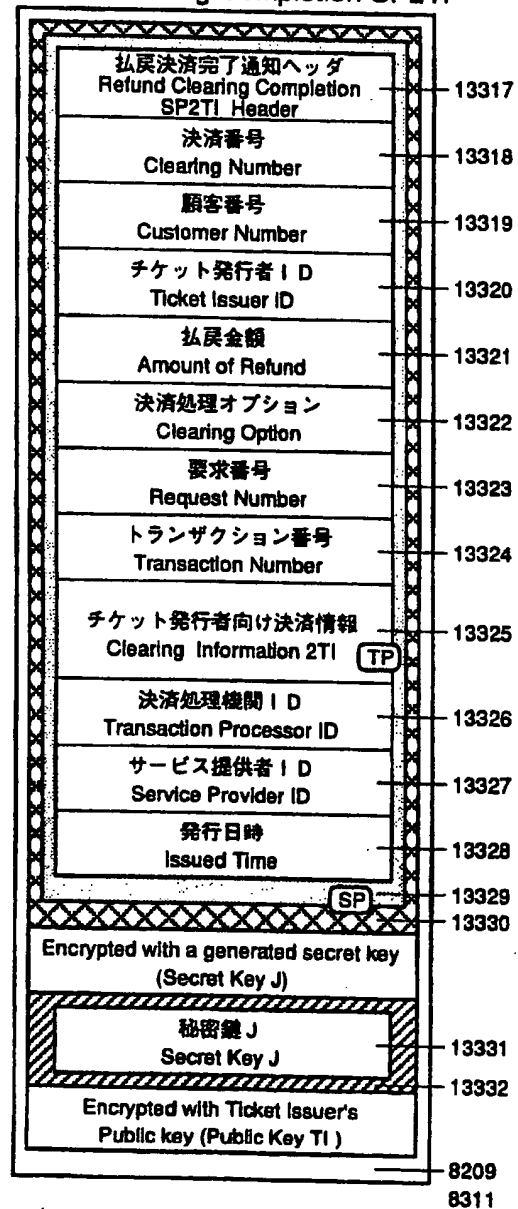 払戻決済完了通知ヘッダ
Refund Clearing Completion
SP2TI Header
13317
決済番号
Clearing Number
13318
顧客番号
Customer Number
13319
チケット発行者ID
Ticket Issuer ID
13320
払戻金額
Amount of Refund
13321
決済処理オプション
Clearing Option
13322
要求番号
Request Number
13323
トランザクション番号
Transaction Number
13324
チケット発行者向け決済情報
Clearing Information 2TI
TP
13325
決済処理機関ID
Transaction Processor ID
13326
サービス提供者ID
Service Provider ID
13327
発行日時
Issued Time
13328
SP
13329
13330
Encrypted with a generated secret key
(Secret Key J)
秘密鍵J
Secret Key J
13331
13332
Encrypted with Ticket Issuer's
Public key (Public Key TI )
8209
8311